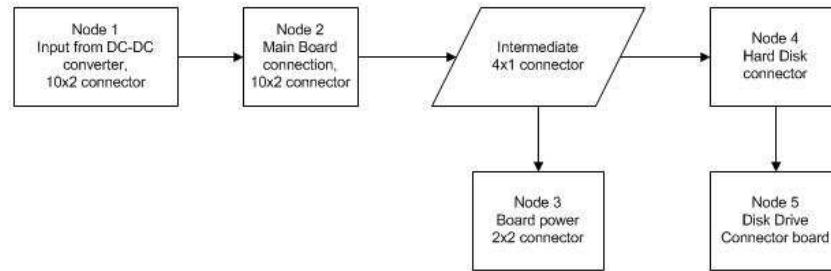 Node 1
Input from DC-DC
converter,
10x2 connector
Node 2
Main Board
connection,
10x2 connector
Intermediate
4x1 connector
Node 4
Hard Disk
connector
Node 3
Board power
2x2 connector
Node 5
Disk Drive
Connector board